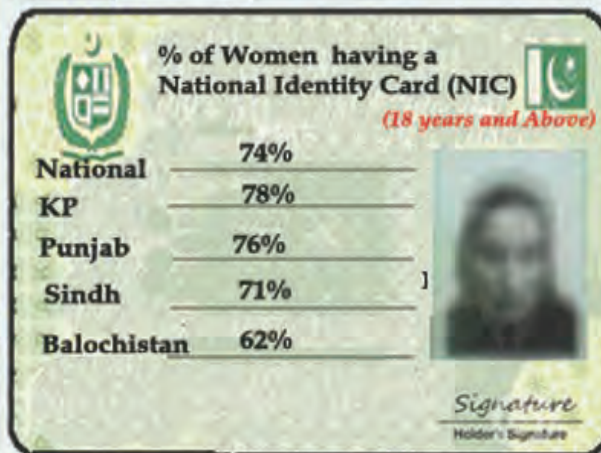 % of Women having a
National Identity Card (NIC)
(18 years and Above)
National 74%
KP 78%
Punjab 76%
Sindh 71%
Balochistan 62%
Signature
Holder's Signature